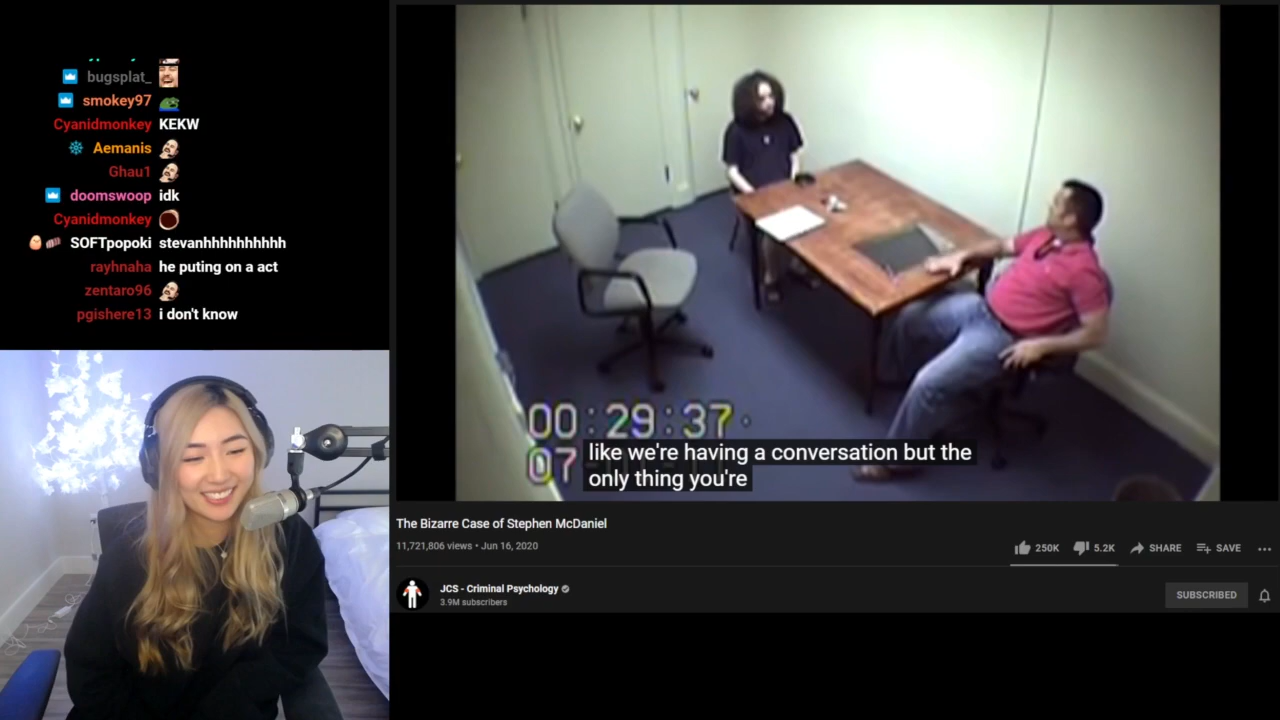 bugsplat_
smokey97
Cyanidmonkey KEKW
Aemanis
Ghau1
doomswoop idk
Cyanidmonkey
SOFTpopoki stevanhhhhhhhhhh
rayhnaha he puting on a act
zentaro96
pgishere13 i don't know
00:29:37
07
like we're having a conversation but the
only thing you're
The Bizarre Case of Stephen McDaniel
11,721,806 views • Jun 16, 2020
250K 5.2K SHARE SAVE
JCS - Criminal Psychology
3.9M subscribers
SUBSCRIBED